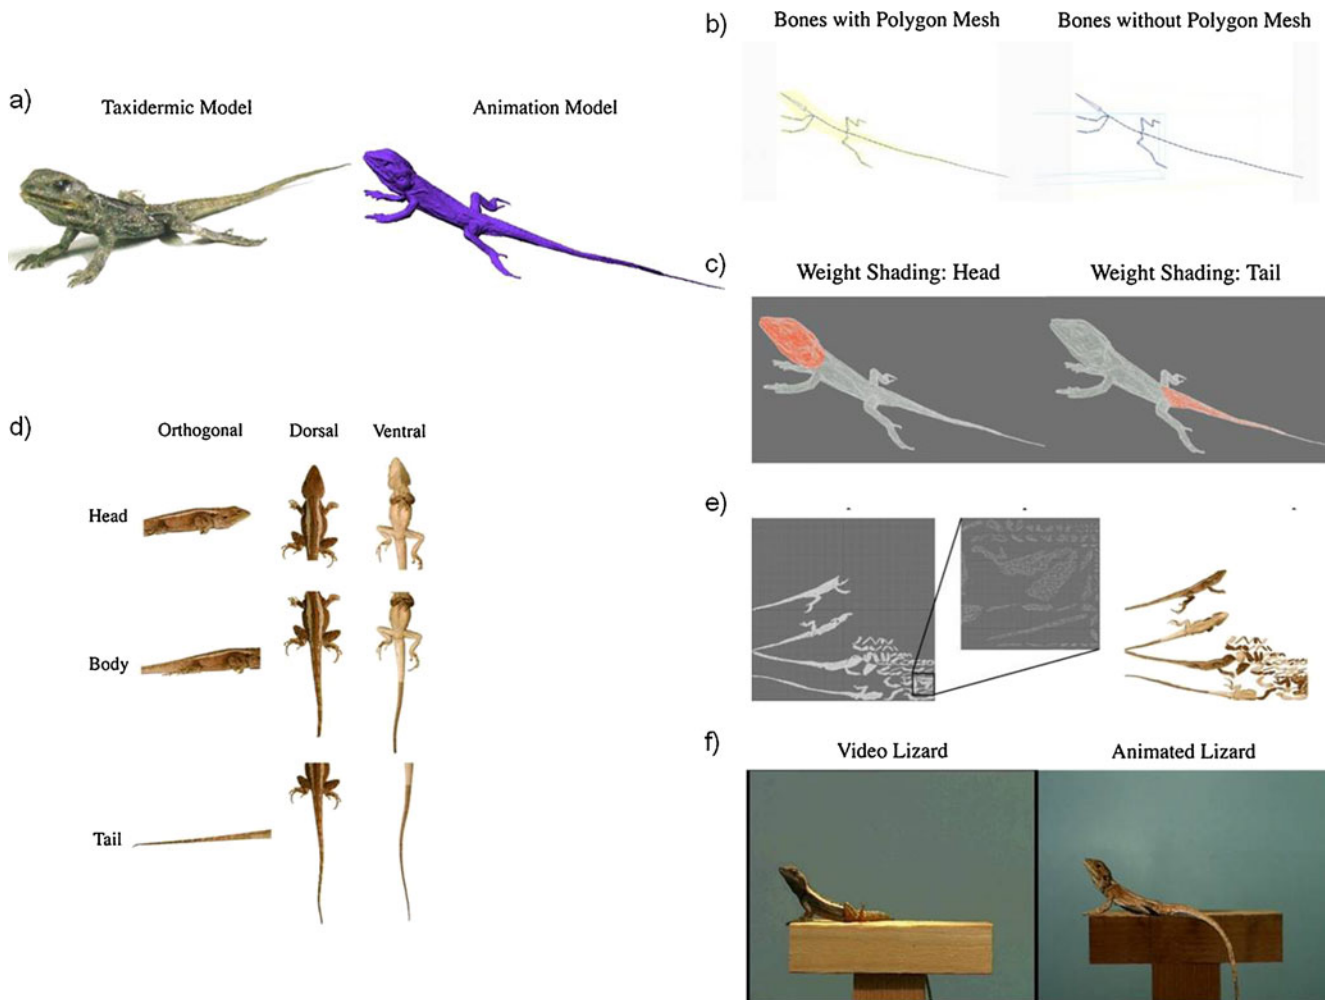 a)
Taxidermic Model
Animation Model
b)
Bones with Polygon Mesh
Bones without Polygon Mesh
c)
Weight Shading: Head
Weight Shading: Tail
d)
Orthogonal
Dorsal
Ventral
Head
Body
Tail
e)
f)
Video Lizard
Animated Lizard